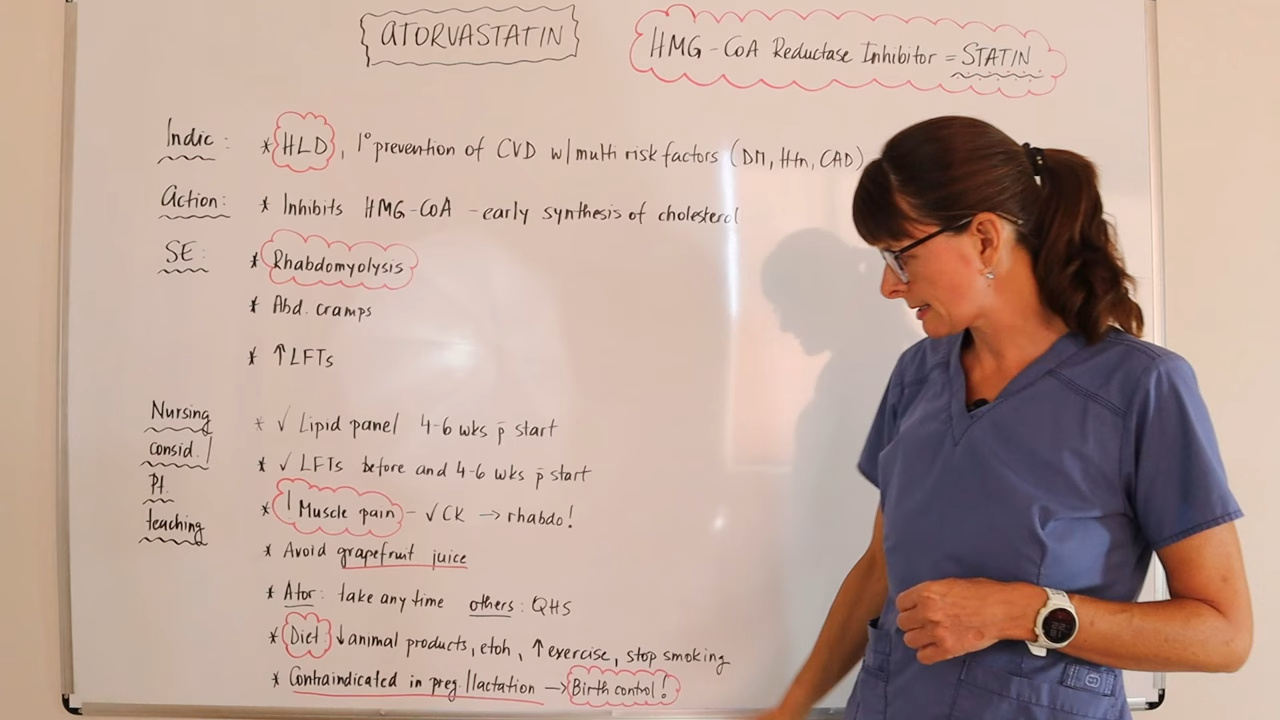 ATORVASTATIN
HMG-CoA Reductase Inhibitor = STATIN
Indic: * HLD, 1° prevention of CVD w/ mult risk factors (DM, Htn, CAD)
Action: * Inhibits HMG-CoA - early synthesis of cholesterol
SE: * Rhabdomyolysis
* Abd. cramps
* ↑LFTs
Nursing consid./ Pt. teaching
* √ Lipid panel 4-6 wks p̄ start
* √ LFTs before and 4-6 wks p̄ start
* ! Muscle pain - √ CK → rhabdo!
* Avoid grapefruit juice
* Ator: take any time others: QHS
* Diet: ↓animal products, etoh, ↑exercise, stop smoking
* Contraindicated in preg/lactation → Birth control!